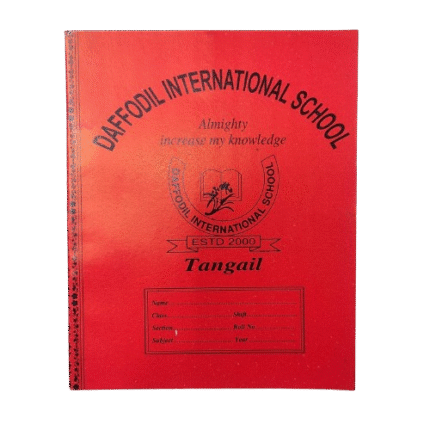 DAFFODIL INTERNATIONAL SCHOOL
Almighty
increase my knowledge
DAFFODIL INTERNATIONAL SCHOOL
ESTD 2000
Tangail
Name
Class Shift
Section Roll No
Subject Year